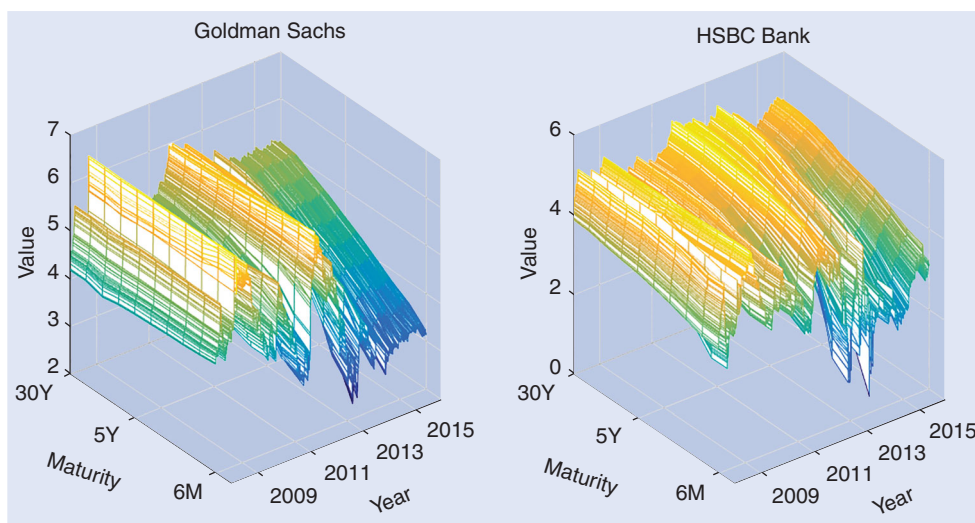 Goldman Sachs
7
6
5
4
3
2
Value
30Y
5Y
6M
Maturity
2009
2011
2013
2015
Year
HSBC Bank
6
4
2
0
Value
30Y
5Y
6M
Maturity
2009
2011
2013
2015
Year